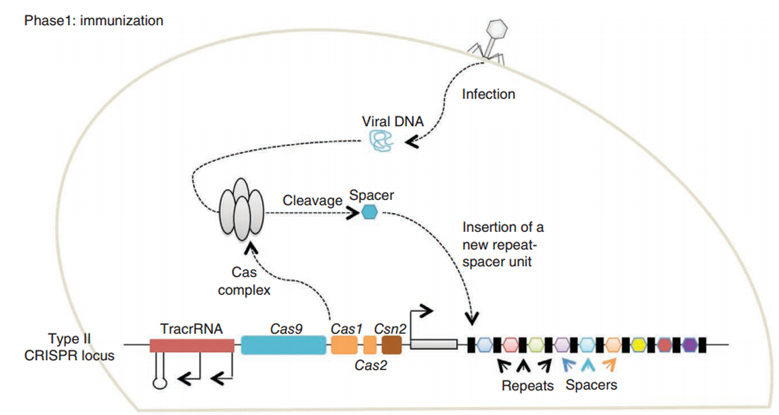 Phase1: immunization
Infection
Viral DNA
Cleavage
Spacer
Insertion of a
new repeat-
spacer unit
Cas
complex
Type II
CRISPR locus
TracrRNA
Cas9
Cas1
Csn2
Cas2
Repeats
Spacers